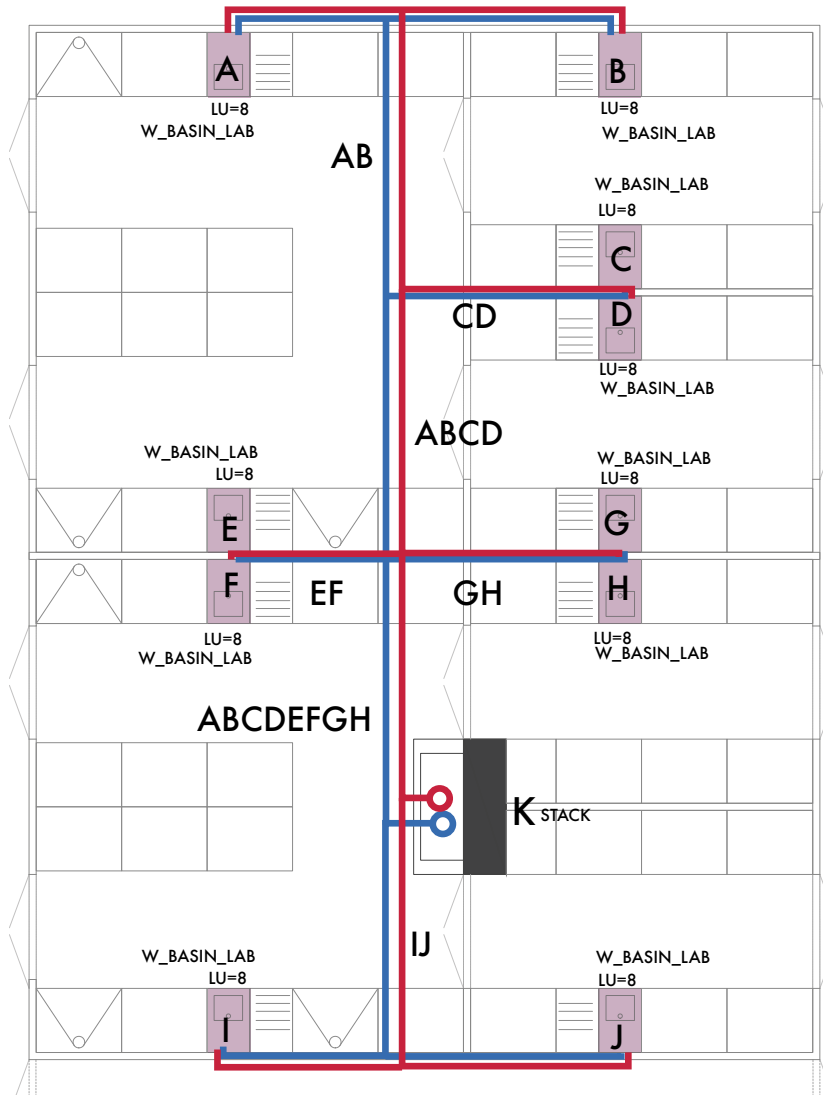 A
B
LU=8
W_BASIN_LAB
LU=8
W_BASIN_LAB
AB
W_BASIN_LAB
LU=8
C
D
CD
LU=8
W_BASIN_LAB
ABCD
W_BASIN_LAB
LU=8
W_BASIN_LAB
LU=8
E
G
F
H
EF
GH
LU=8
W_BASIN_LAB
LU=8
W_BASIN_LAB
ABCDEFGH
K STACK
IJ
W_BASIN_LAB
LU=8
W_BASIN_LAB
LU=8
I
J